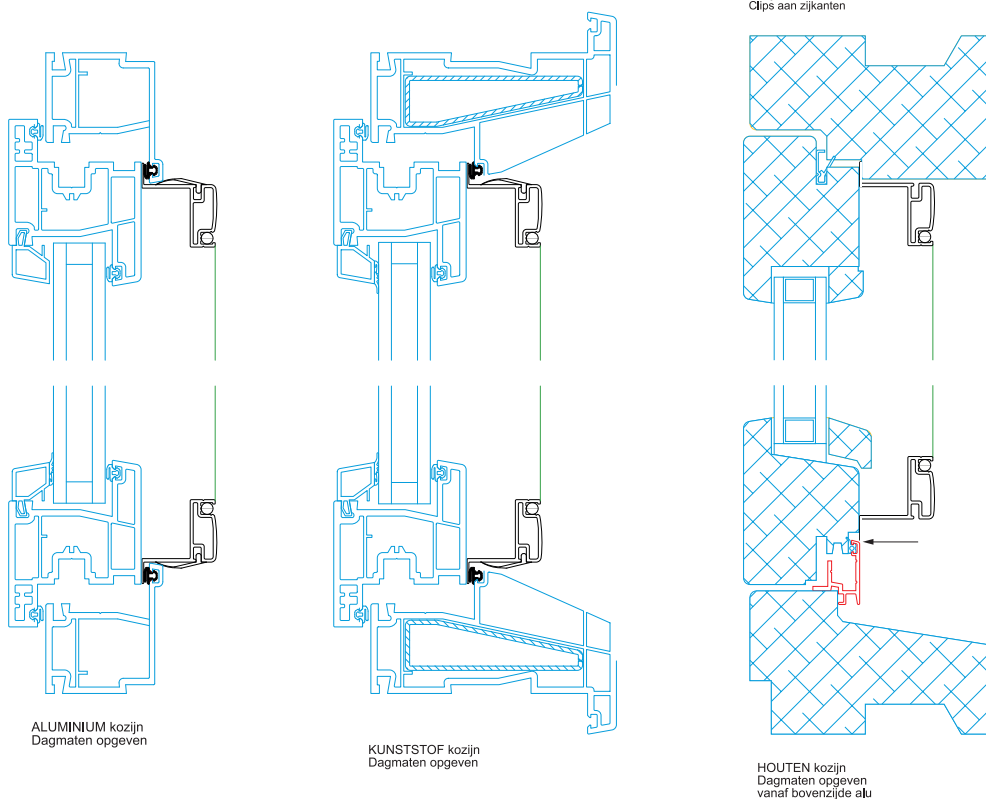 Clips aan zijkanten
ALUMINIUM kozijn
Dagmaten opgeven
KUNSTSTOF kozijn
Dagmaten opgeven
HOUTEN kozijn
Dagmaten opgeven
vanaf bovenzijde alu